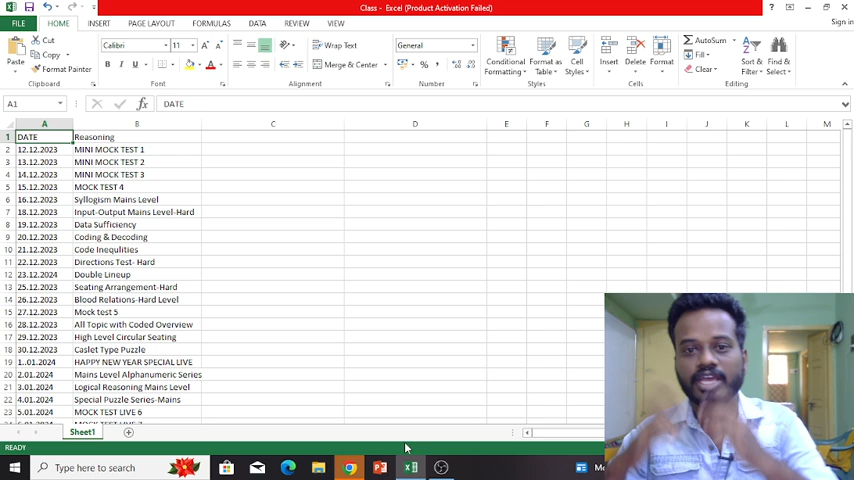 Class - Excel (Product Activation Failed)
Sign in
FILE HOME INSERT PAGE LAYOUT FORMULAS DATA REVIEW VIEW
Cut
Copy
Format Painter
Paste
Clipboard
Calibri 11
B I U
Font
Wrap Text
Merge & Center
Alignment
General
Number
Conditional Formatting
Format as Table
Cell Styles
Styles
Insert Delete Format
Cells
AutoSum
Fill
Clear
Sort & Filter
Find & Select
Editing
A1 fx DATE
A B C D E F G H I J K L M
1 DATE Reasoning
2 12.12.2023 MINI MOCK TEST 1
3 13.12.2023 MINI MOCK TEST 2
4 14.12.2023 MINI MOCK TEST 3
5 15.12.2023 MOCK TEST 4
6 16.12.2023 Syllogism Mains Level
7 18.12.2023 Input-Output Mains Level-Hard
8 19.12.2023 Data Sufficiency
9 20.12.2023 Coding & Decoding
10 21.12.2023 Code Inequlities
11 22.12.2023 Directions Test- Hard
12 23.12.2024 Double Lineup
13 25.12.2023 Seating Arrangement-Hard
14 26.12.2023 Blood Relations-Hard Level
15 27.12.2023 Mock test 5
16 28.12.2023 All Topic with Coded Overview
17 29.12.2023 High Level Circular Seating
18 30.12.2023 Caslet Type Puzzle
19 1..01.2024 HAPPY NEW YEAR SPECIAL LIVE
20 2.01.2024 Mains Level Alphanumeric Series
21 3.01.2024 Logical Reasoning Mains Level
22 4.01.2024 Special Puzzle Series-Mains
23 5.01.2024 MOCK TEST LIVE 6
Sheet1
READY
Type here to search